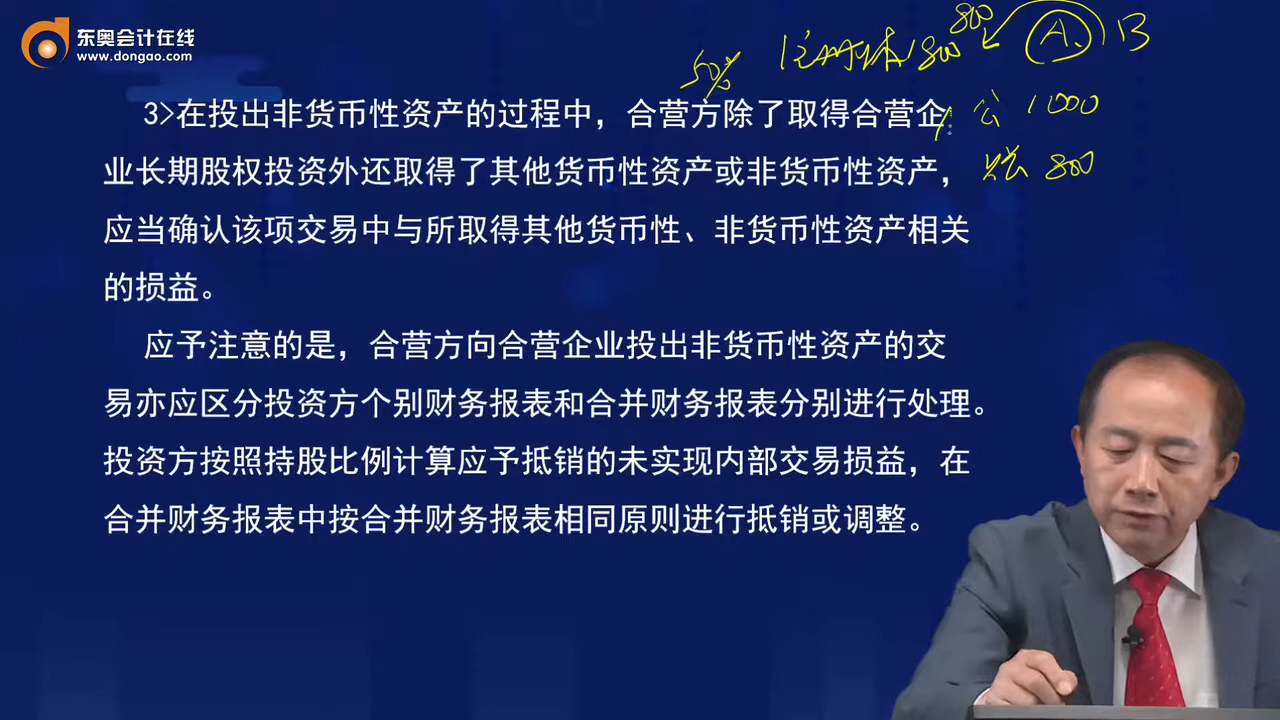 东奥会计在线
www.dongao.com
800 A B
50% 注册资本1800
公 1000
账 800
3>在投出非货币性资产的过程中，合营方除了取得合营企
业长期股权投资外还取得了其他货币性资产或非货币性资产，
应当确认该项交易中与所取得其他货币性、非货币性资产相关
的损益。
应予注意的是，合营方向合营企业投出非货币性资产的交
易亦应区分投资方个别财务报表和合并财务报表分别进行处理。
投资方按照持股比例计算应予抵销的未实现内部交易损益，在
合并财务报表中按合并财务报表相同原则进行抵销或调整。